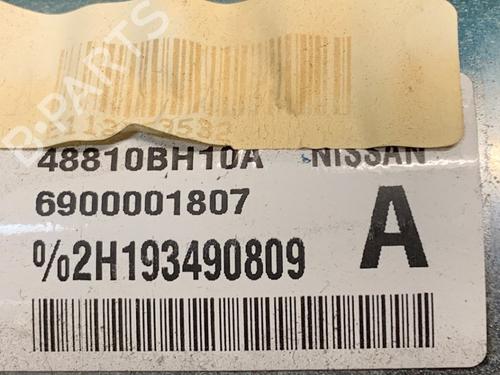 B-PARTS
48810BH10A NISSAN
6900001807
A
%2H193490809